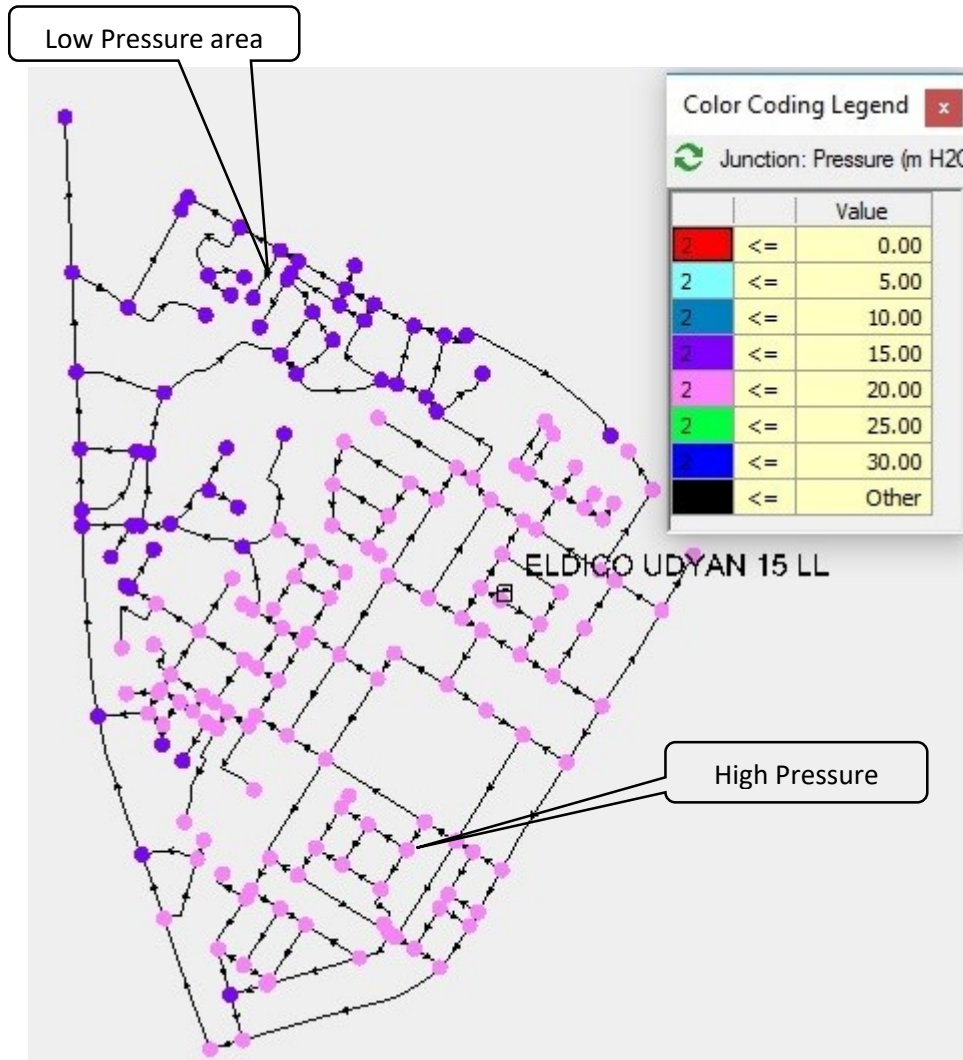 Low Pressure area
Color Coding Legend x
Junction: Pressure (m H2O
Value
2 <= 0.00
2 <= 5.00
2 <= 10.00
2 <= 15.00
2 <= 20.00
2 <= 25.00
2 <= 30.00
<= Other
ELDICO UDYAN 15 LL
High Pressure